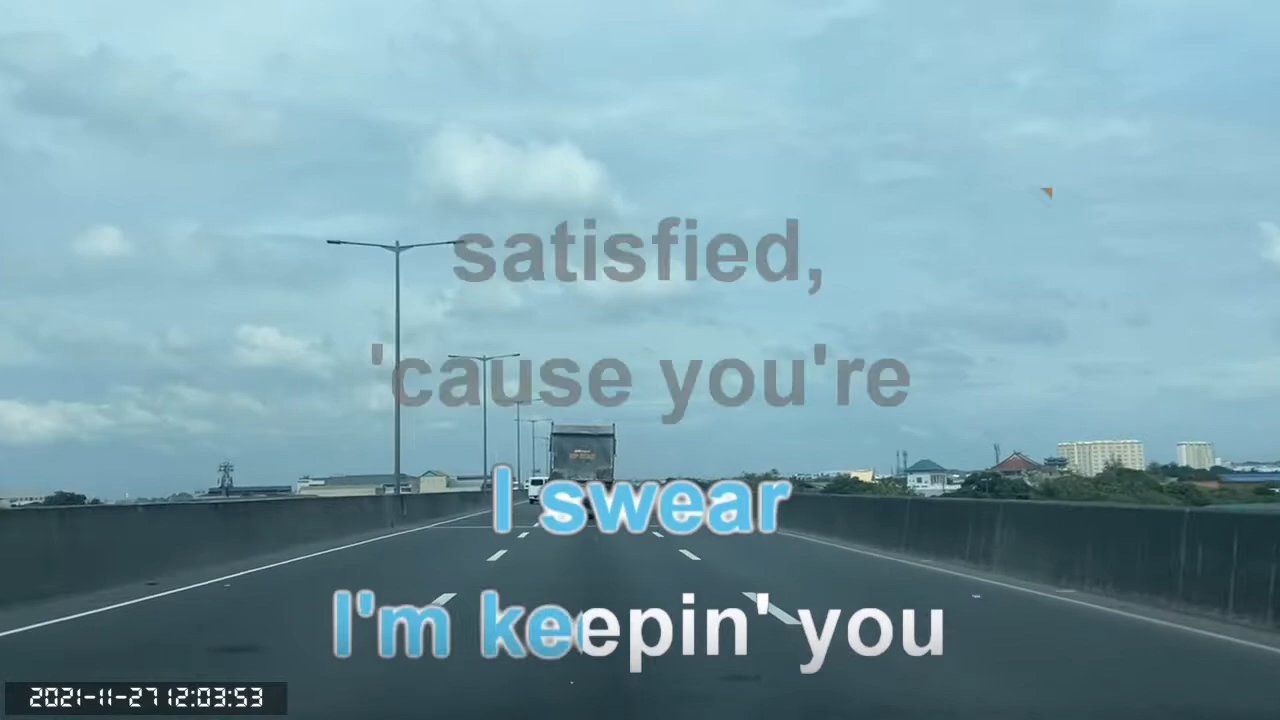 satisfied,
'cause you're
I swear
I'm keepin' you
2021-11-27 12:03:53